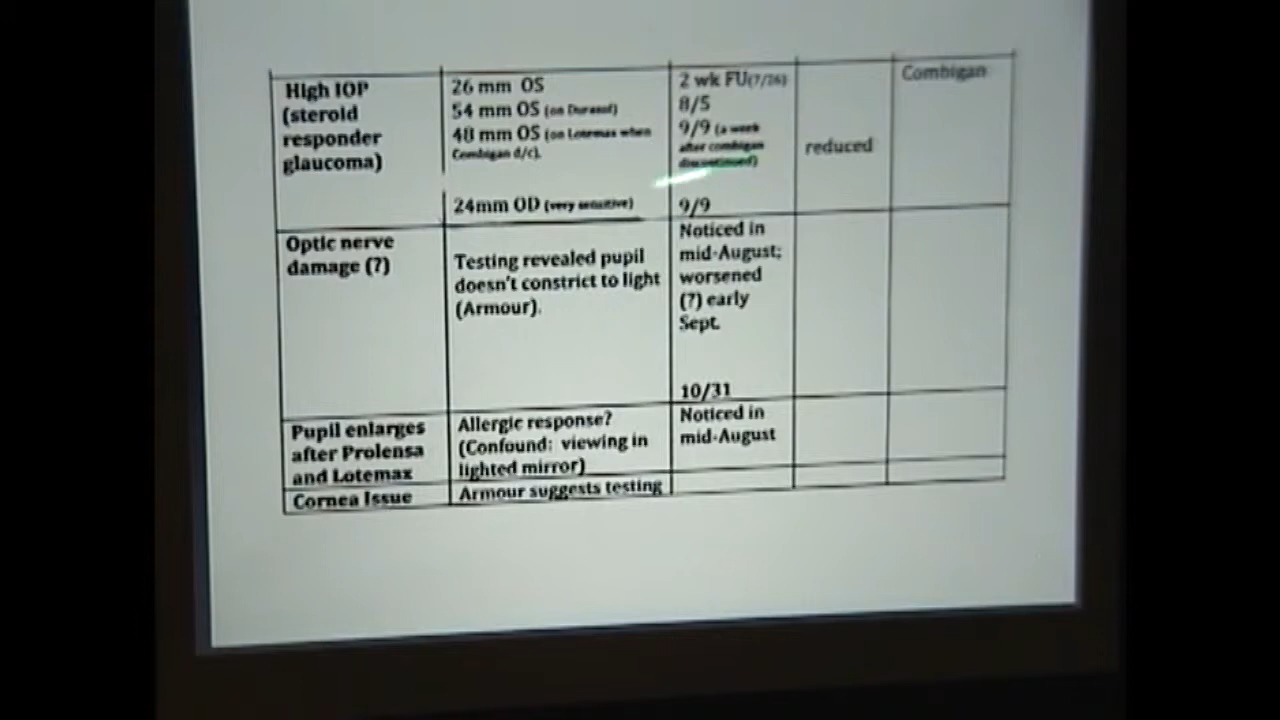 High IOP
(steroid
responder
glaucoma)
26 mm OS
54 mm OS (on Durasol)
48 mm OS (on Lotemax when
Combigan d/c).
24mm OD (very sensitive)
2 wk FU(7/26)
8/5
9/9 (a week
after combigan
discontinued)
9/9
reduced
Combigan
Optic nerve
damage (?)
Testing revealed pupil
doesn't constrict to light
(Armour).
Noticed in
mid-August;
worsened
(?) early
Sept.
10/31
Pupil enlarges
after Prolensa
and Lotemax
Allergic response?
(Confound: viewing in
lighted mirror)
Noticed in
mid-August
Cornea Issue
Armour suggests testing